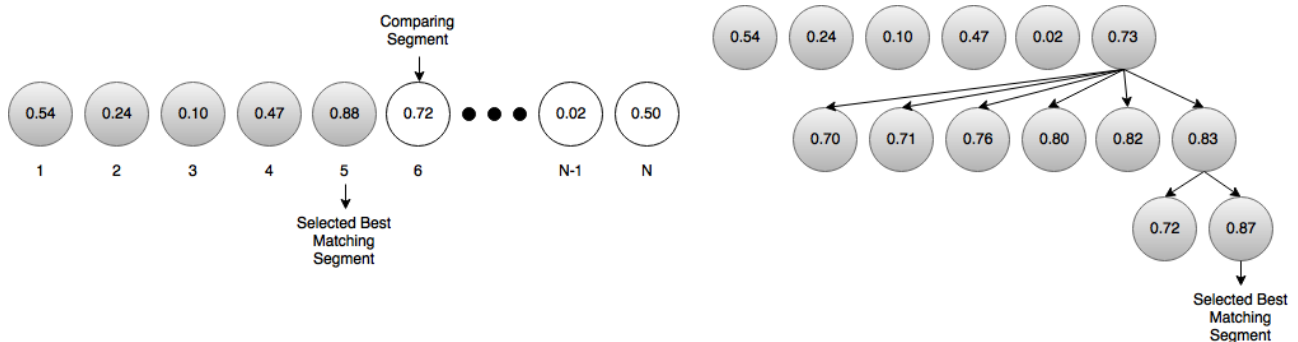 Comparing
Segment
0.54 0.24 0.10 0.47 0.88 0.72 0.02 0.50
1 2 3 4 5 6 N-1 N
Selected Best
Matching
Segment
0.54 0.24 0.10 0.47 0.02 0.73
0.70 0.71 0.76 0.80 0.82 0.83
0.72 0.87
Selected Best
Matching
Segment